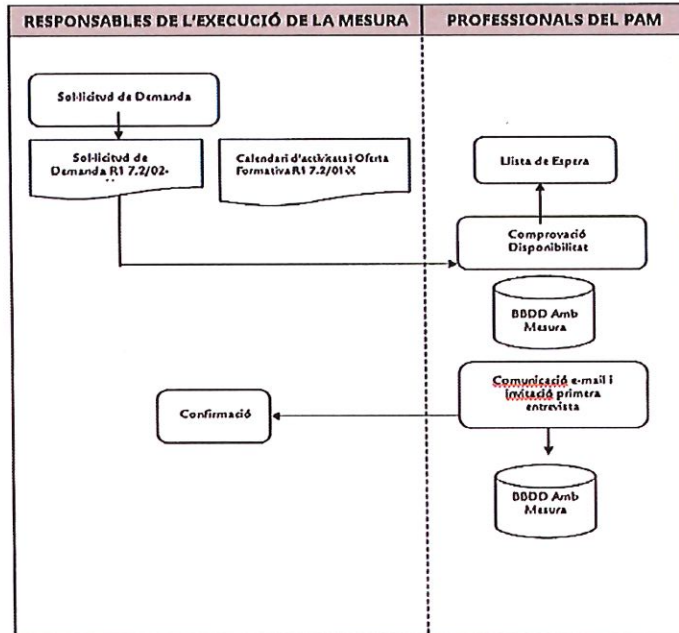 RESPONSABLES DE L'EXECUCIÓ DE LA MESURA
PROFESSIONALS DEL PAM
Sol·licitud de Demanda
Sol·licitud de
Demanda R1 7.2/02-
Calendari d'activitats i Oferta
Formativa R1 7.2/01-X
Llista de Espera
Comprovació
Disponibilitat
BBDD Amb
Mesura
Comunicació e-mail i
invitació primera
entrevista
Confirmació
BBDD Amb
Mesura